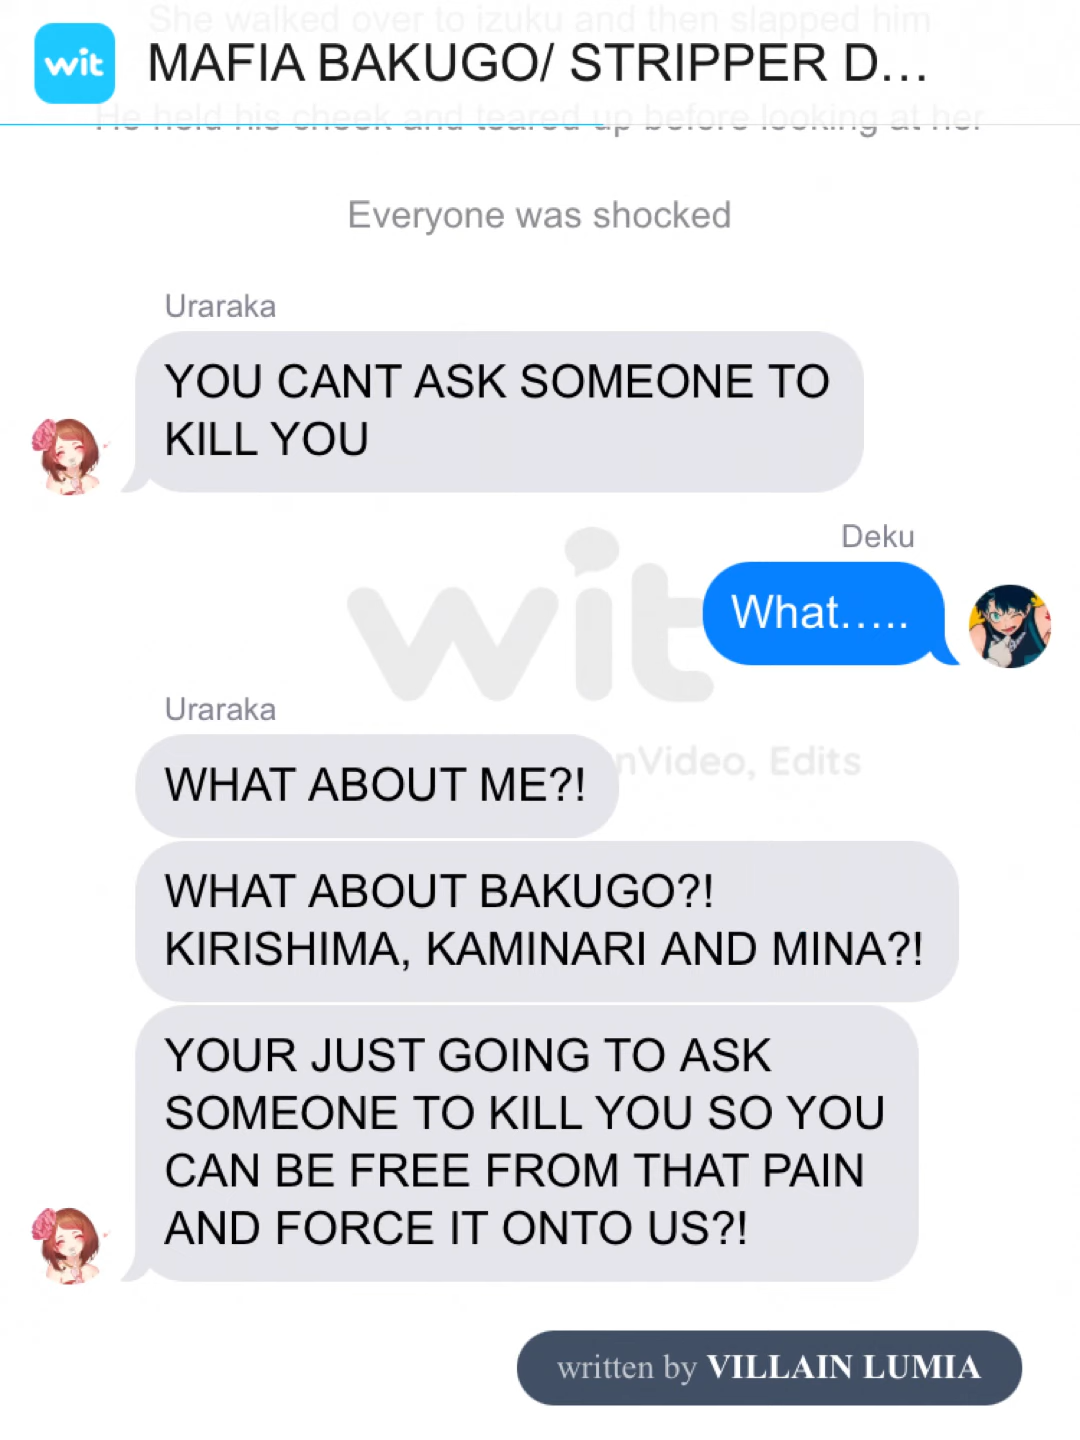 She walked over to izuku and then slapped him
wit
MAFIA BAKUGO/ STRIPPER D...
He held his cheek and teared up before looking at her
Everyone was shocked
Uraraka
YOU CANT ASK SOMEONE TO
KILL YOU
Deku
What.....
wit
Uraraka
nVideo, Edits
WHAT ABOUT ME?!
WHAT ABOUT BAKUGO?!
KIRISHIMA, KAMINARI AND MINA?!
YOUR JUST GOING TO ASK
SOMEONE TO KILL YOU SO YOU
CAN BE FREE FROM THAT PAIN
AND FORCE IT ONTO US?!
written by VILLAIN LUMIA